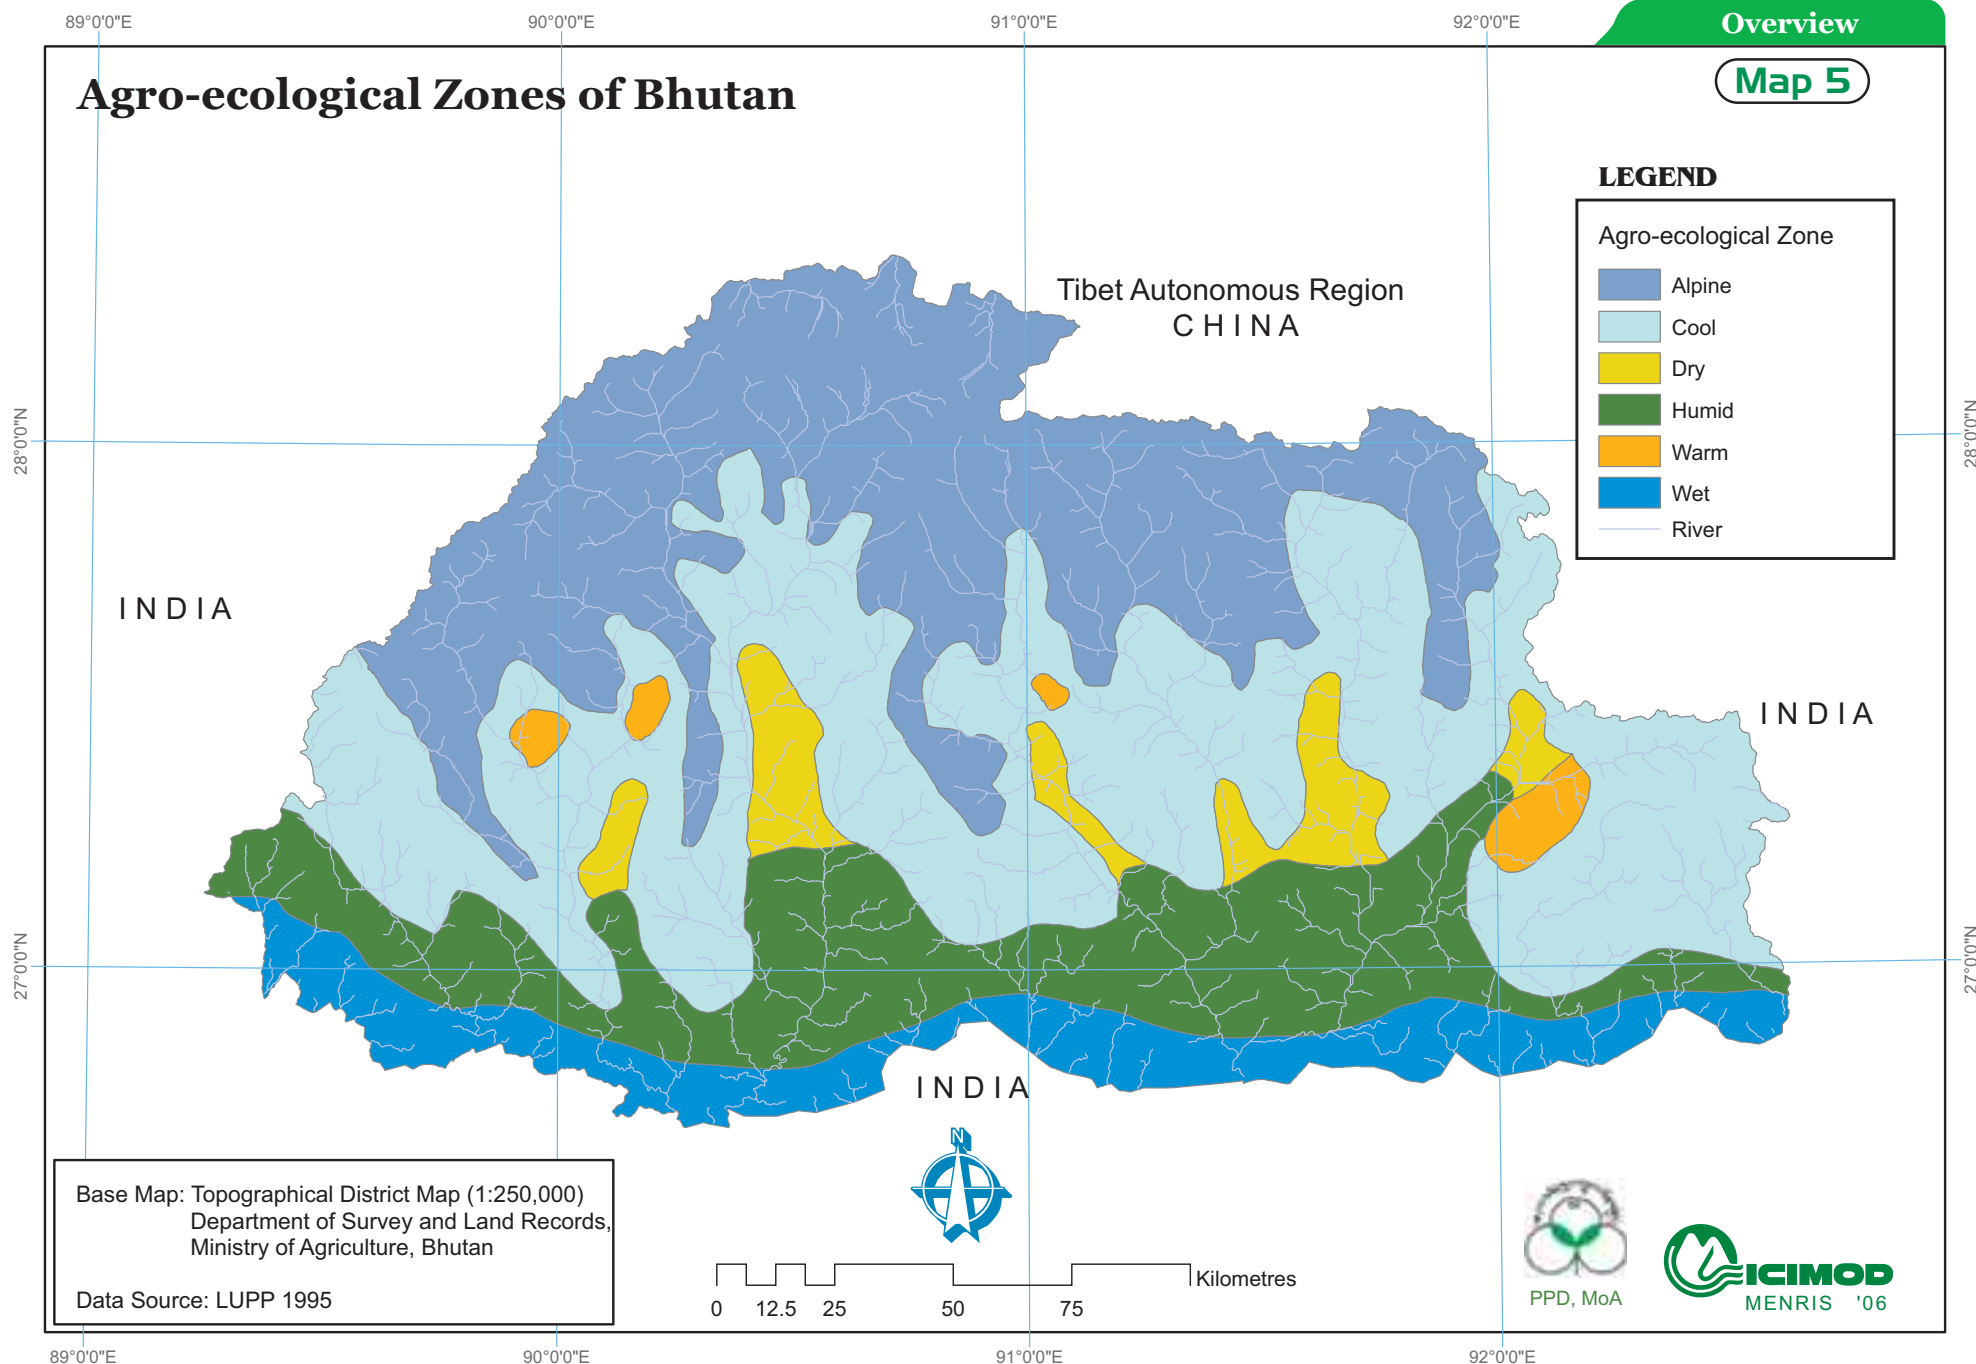 89°0'0"E
90°0'0"E
91°0'0"E
92°0'0"E
Overview
Agro-ecological Zones of Bhutan
Map 5
LEGEND
Agro-ecological Zone
Alpine
Cool
Dry
Humid
Warm
Wet
River
Tibet Autonomous Region
CHINA
28°0'0"N
28°0'0"N
INDIA
INDIA
27°0'0"N
27°0'0"N
INDIA
N
Base Map: Topographical District Map (1:250,000)
Department of Survey and Land Records,
Ministry of Agriculture, Bhutan
Data Source: LUPP 1995
Kilometres
0 12.5 25 50 75
PPD, MoA
ICIMOD
MENRIS '06
89°0'0"E
90°0'0"E
91°0'0"E
92°0'0"E